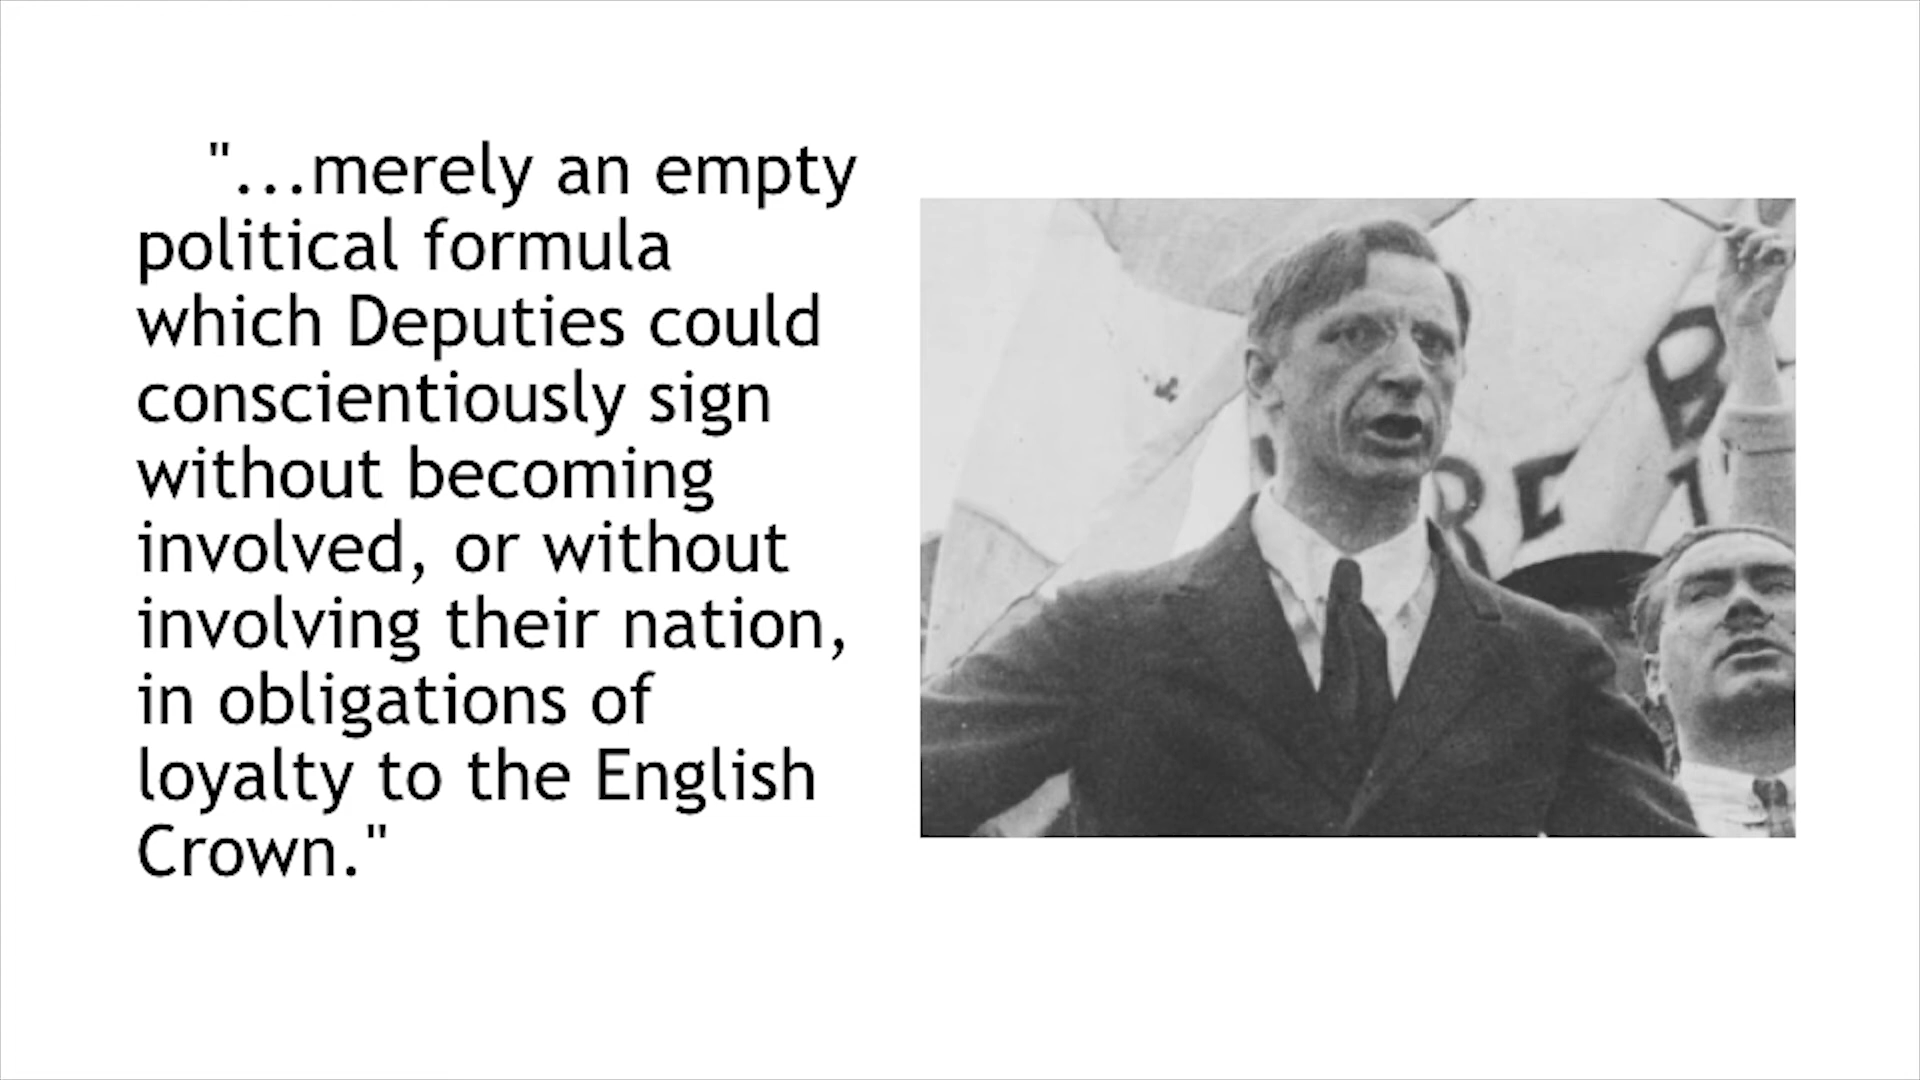 "...merely an empty
political formula
which Deputies could
conscientiously sign
without becoming
involved, or without
involving their nation,
in obligations of
loyalty to the English
Crown."
RE